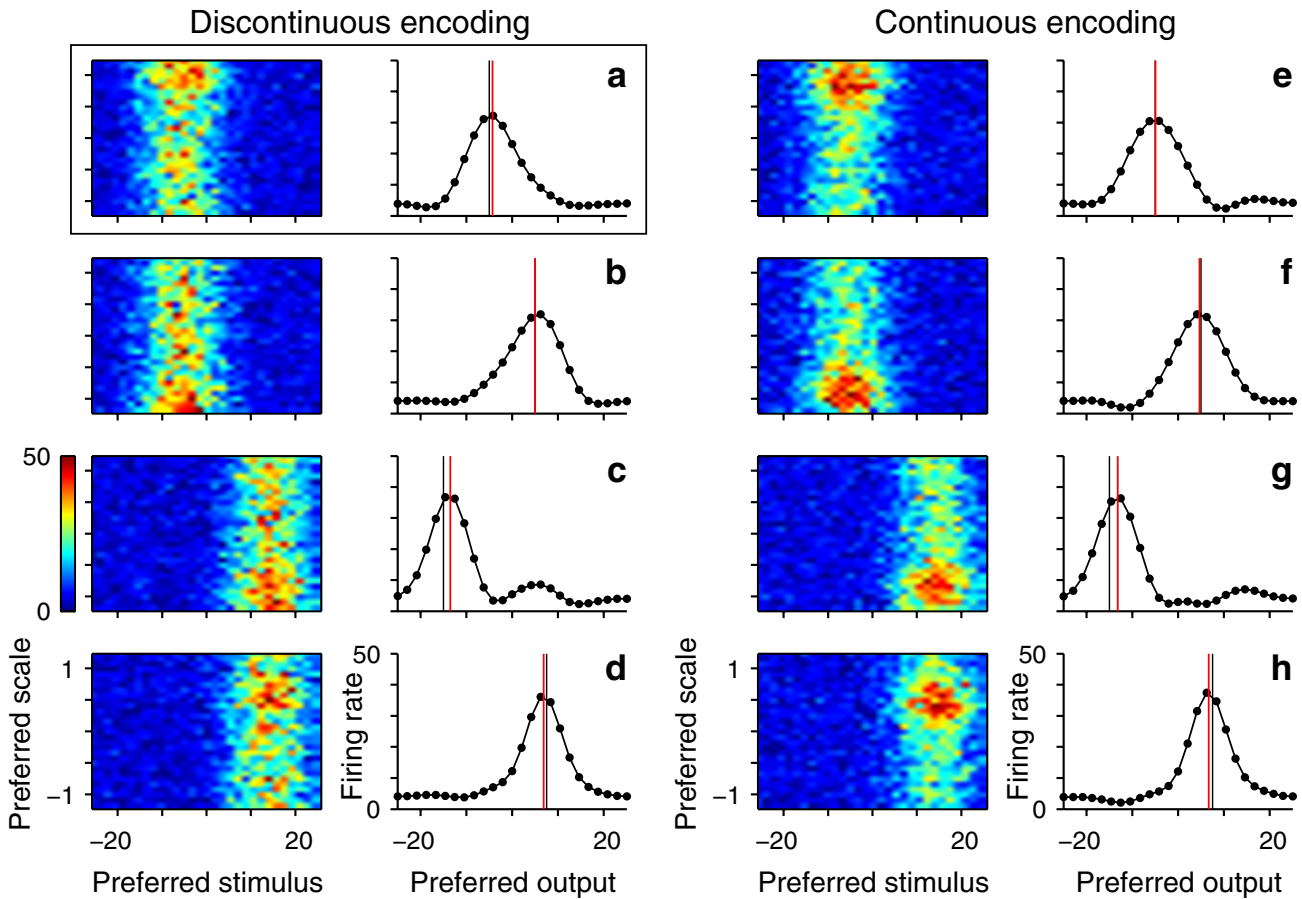 Discontinuous encoding
Continuous encoding
a
e
b
f
50
0
c
g
Preferred scale
1
−1
Firing rate
50
0
d
Preferred scale
1
−1
Firing rate
50
0
h
−20
20
−20
20
−20
20
−20
20
Preferred stimulus
Preferred output
Preferred stimulus
Preferred output